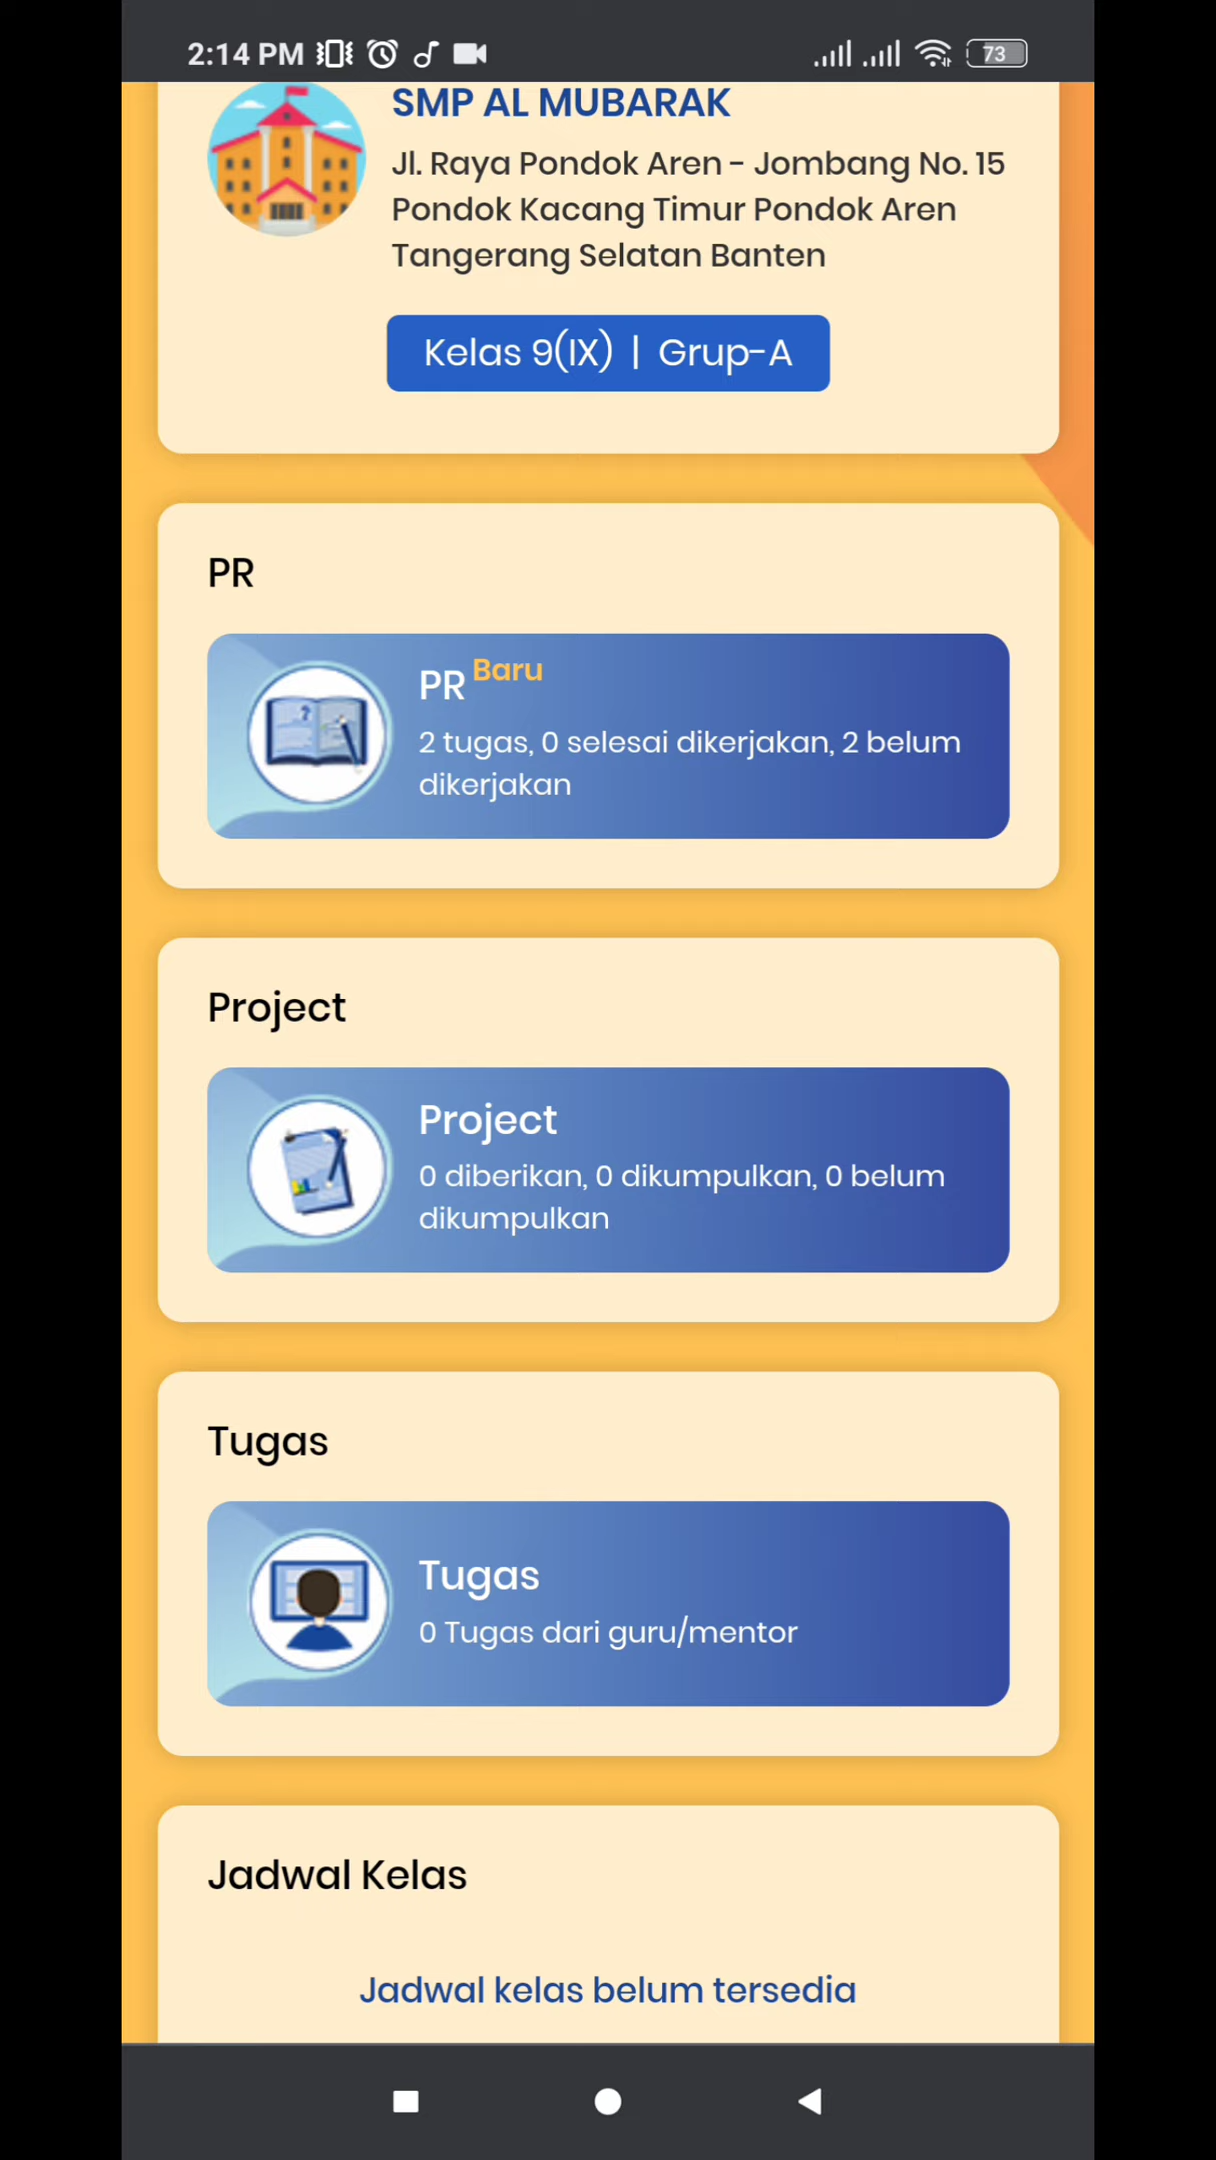 2:14 PM
73
SMP AL MUBARAK
Jl. Raya Pondok Aren - Jombang No. 15
Pondok Kacang Timur Pondok Aren
Tangerang Selatan Banten
Kelas 9(IX) | Grup-A
PR
PR Baru
2 tugas, 0 selesai dikerjakan, 2 belum
dikerjakan
Project
Project
0 diberikan, 0 dikumpulkan, 0 belum
dikumpulkan
Tugas
Tugas
0 Tugas dari guru/mentor
Jadwal Kelas
Jadwal kelas belum tersedia